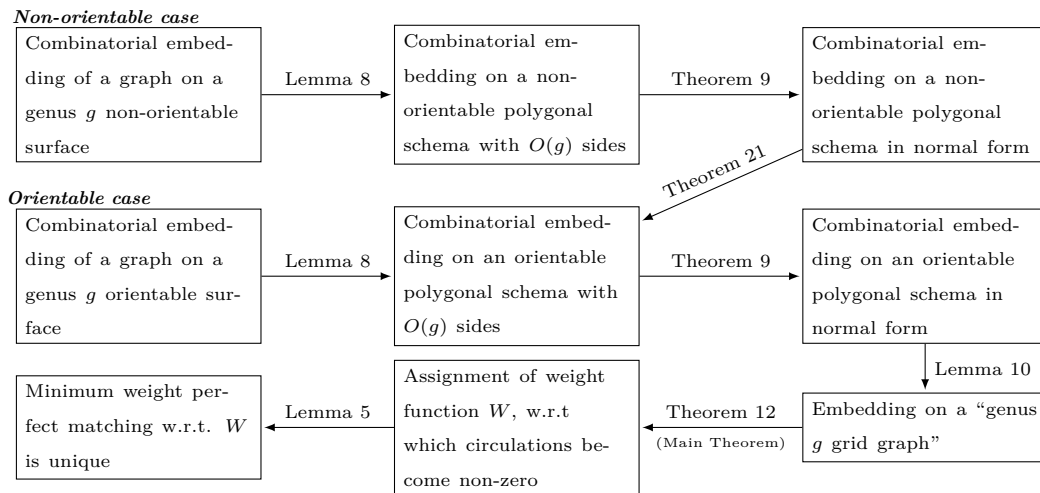 Non-orientable case
Combinatorial embed-
ding of a graph on a
genus g non-orientable
surface
Lemma 8
Combinatorial em-
bedding on a non-
orientable polygonal
schema with O(g) sides
Theorem 9
Combinatorial em-
bedding on a non-
orientable polygonal
schema in normal form
Theorem 21
Orientable case
Combinatorial embed-
ding of a graph on a
genus g orientable sur-
face
Lemma 8
Combinatorial embed-
ding on an orientable
polygonal schema with
O(g) sides
Theorem 9
Combinatorial embed-
ding on an orientable
polygonal schema in
normal form
Lemma 10
Embedding on a “genus
g grid graph”
Theorem 12
(Main Theorem)
Assignment of weight
function W, w.r.t
which circulations be-
come non-zero
Lemma 5
Minimum weight per-
fect matching w.r.t. W
is unique